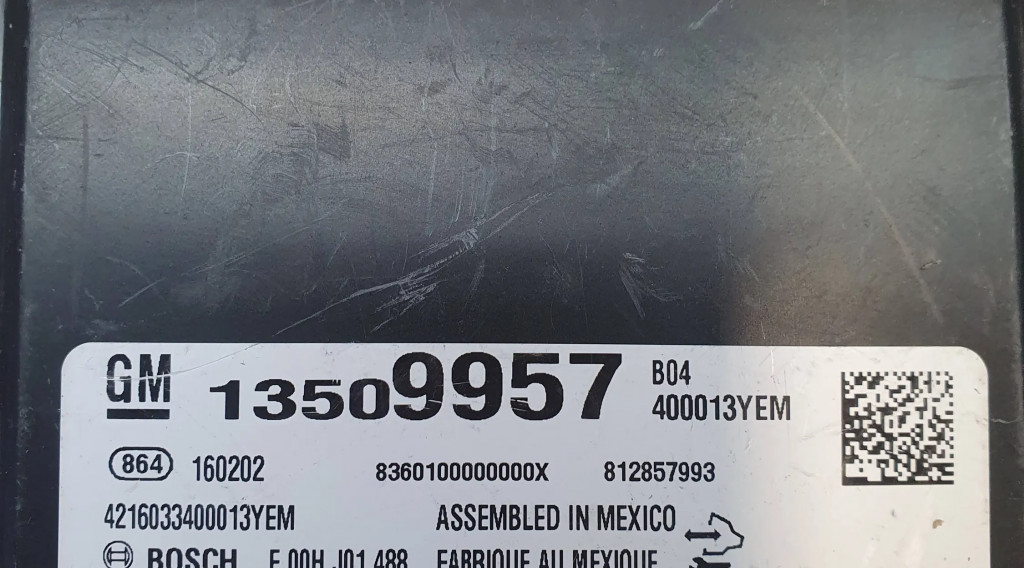 GM 13509957 B04
400013YEM
864 160202 8360100000000X 812857993
4216033400013YEM ASSEMBLED IN MEXICO
BOSCH F 00H J01 488 FABRIQUE AU MEXIQUE